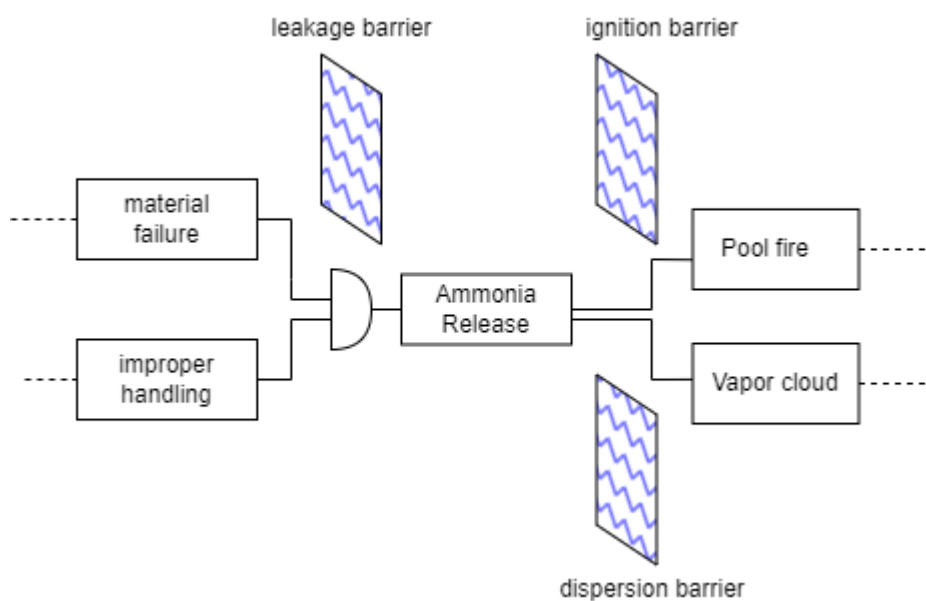 leakage barrier
ignition barrier
material
failure
Pool fire
Ammonia
Release
improper
handling
Vapor cloud
dispersion barrier